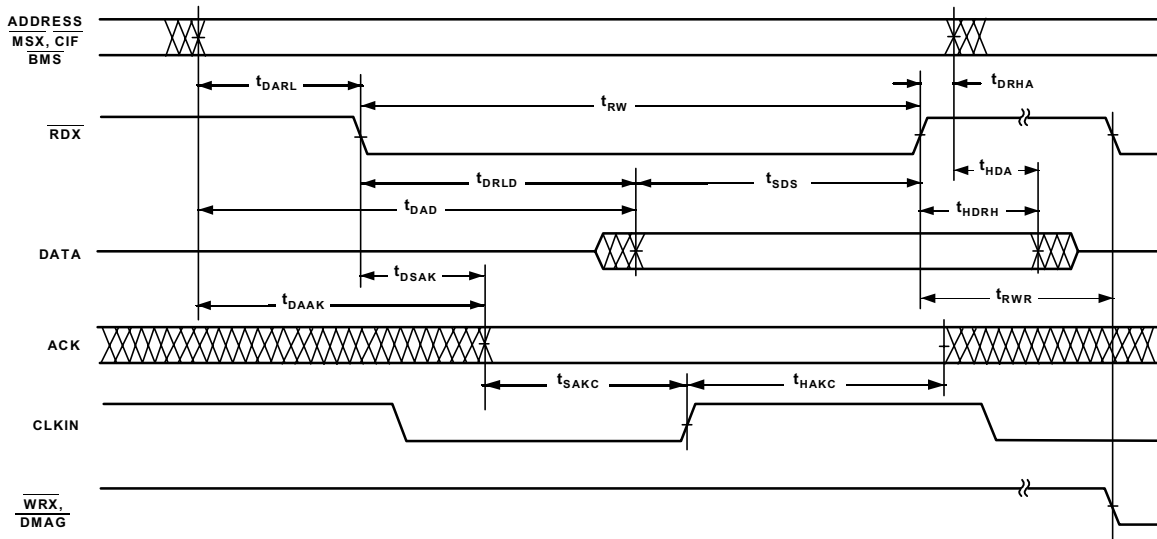 ADDRESS
MSX, CIF
BMS
tDARL
tDRHA
tRW
RDX
tHDA
tDRLD
tSDS
tDAD
tHDRH
DATA
tDSAK
tDAAK
tRWR
ACK
tSAKC
tHAKC
CLKIN
WRX,
DMAG